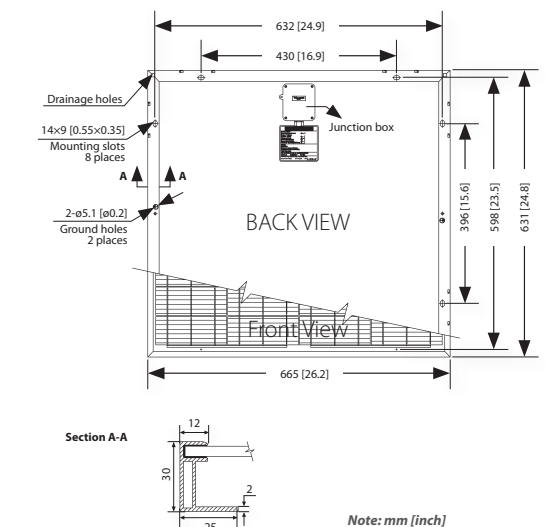 632 [24.9]
430 [16.9]
Drainage holes
14×9 [0.55×0.35]
Mounting slots
8 places
Junction box
A
A
2-ø5.1 [ø0.2]
Ground holes
2 places
BACK VIEW
396 [15.6]
598 [23.5]
631 [24.8]
Front View
665 [26.2]
Section A-A
12
30
2
25
Note: mm [inch]